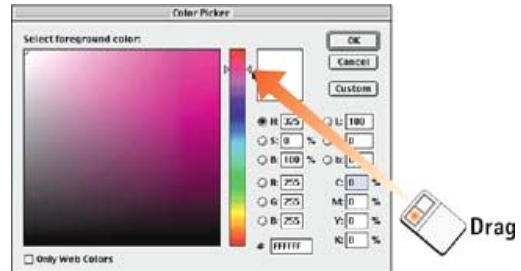 Color Picker
Select foreground color:
OK
Cancel
Custom
H: 325
L: 100
S: 0 %
0
B: 100 %
b: 0
R: 255
C: 0 %
G: 255
M: 0 %
B: 255
Y: 0 %
# FFFFFF
K: 0 %
Only Web Colors
Drag